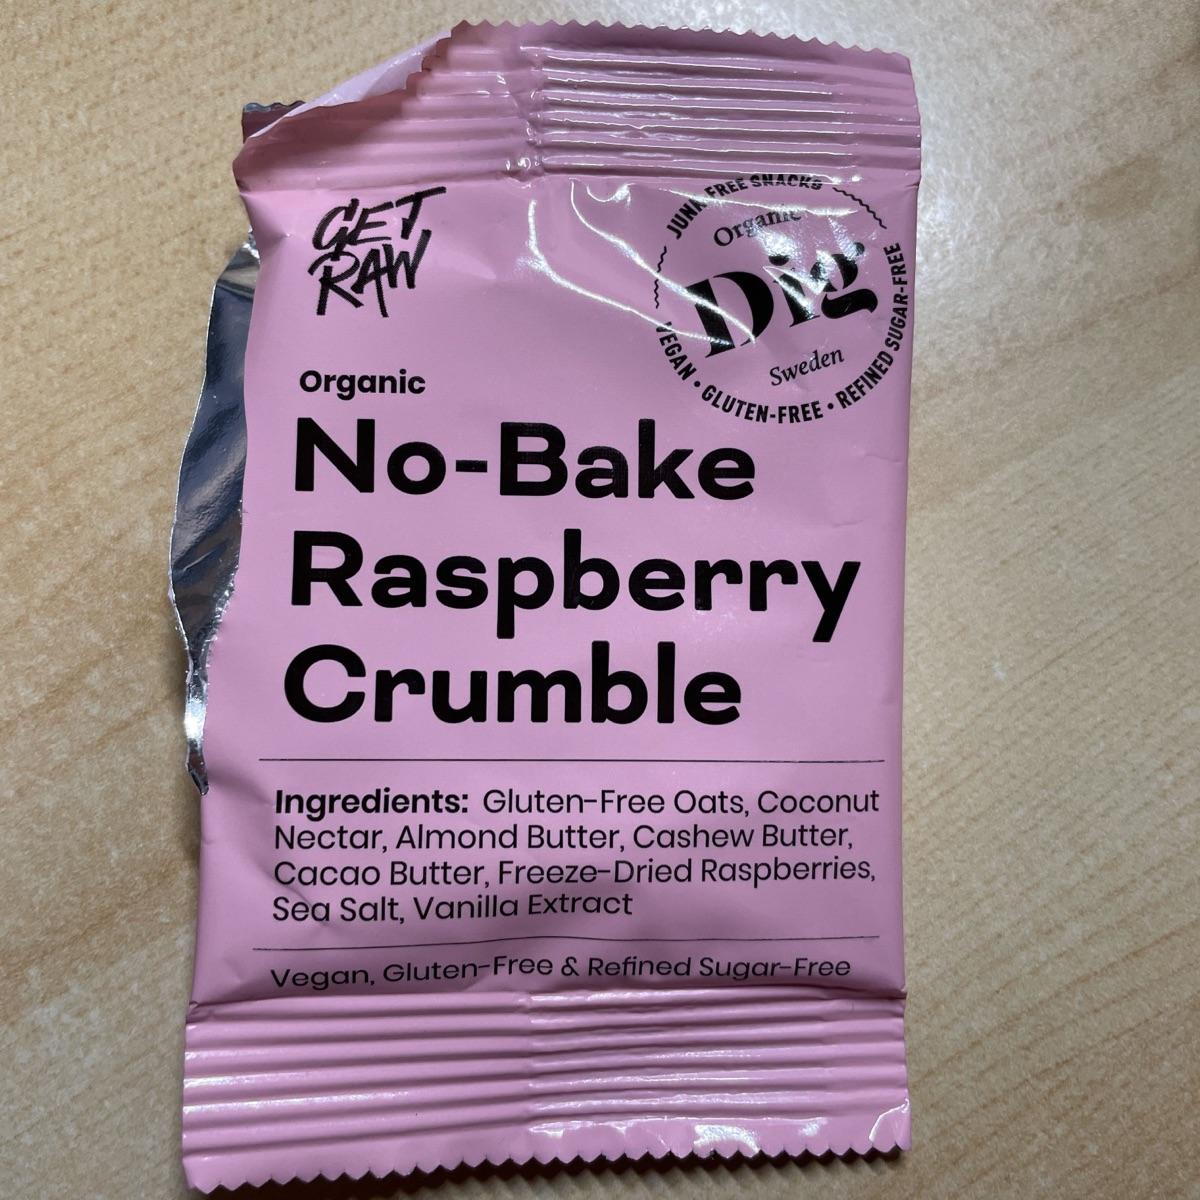 GET
RAW
JUNK-FREE SNACKS
Organic
Dig
Sweden
VEGAN • GLUTEN-FREE • REFINED SUGAR-FREE
Organic
No-Bake
Raspberry
Crumble
Ingredients: Gluten-Free Oats, Coconut
Nectar, Almond Butter, Cashew Butter,
Cacao Butter, Freeze-Dried Raspberries,
Sea Salt, Vanilla Extract
Vegan, Gluten-Free & Refined Sugar-Free